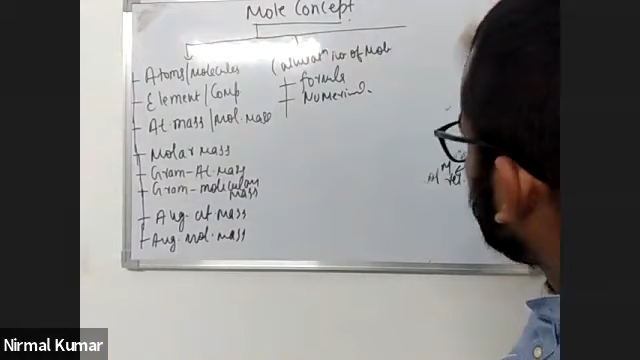 Mole Concept
Atoms/Molecules
Element/Comp
At. mass/Mol. mass
Molar mass
Gram-At. mass
Gram-molecular mass
Avg. at mass
Avg. mol. mass
no of Mole
formula
Numerical.
Nirmal Kumar